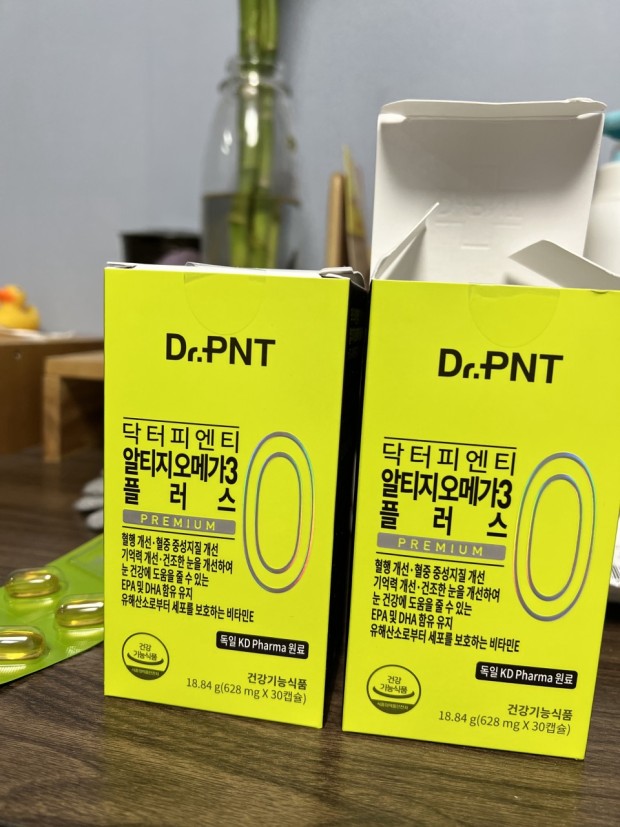 Dr.PNT
닥터피엔티
알티지오메가3
플러스
PREMIUM
혈행 개선·혈중 중성지질 개선
기억력 개선·건조한 눈을 개선하여
눈 건강에 도움을 줄 수 있는
EPA 및 DHA 함유 유지
유해산소로부터 세포를 보호하는 비타민E
독일 KD Pharma 원료
건강
기능식품
건강기능식품
18.84 g(628 mg X 30캡슐)
Dr.PNT
닥터피엔티
알티지오메가3
플러스
PREMIUM
혈행 개선·혈중 중성지질 개선
기억력 개선·건조한 눈을 개선하여
눈 건강에 도움을 줄 수 있는
EPA 및 DHA 함유 유지
유해산소로부터 세포를 보호하는 비타민E
독일 KD Pharma 원료
건강
기능식품
건강기능식품
18.84 g(628 mg X 30캡슐)